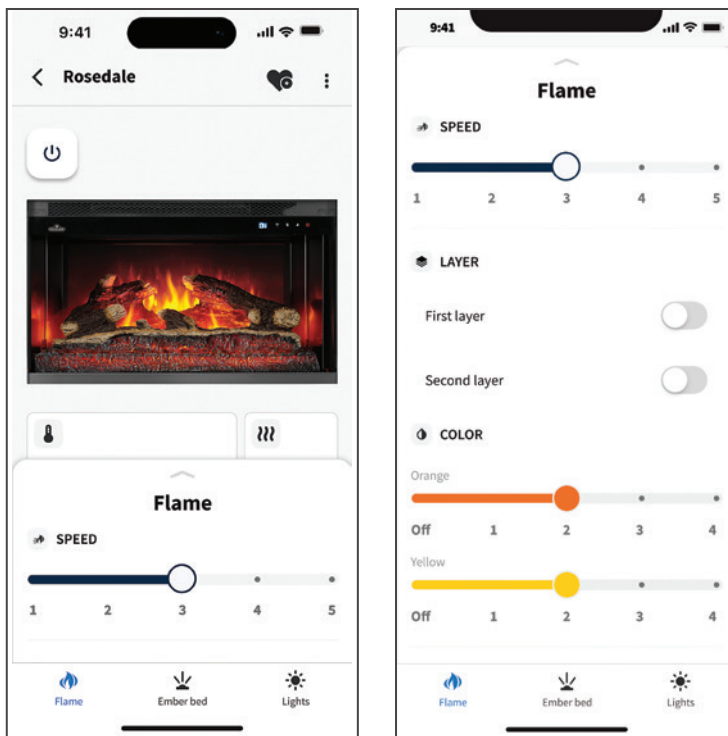 9:41
Rosedale
Flame
SPEED
1 2 3 4 5
Flame Ember bed Lights
9:41
Flame
SPEED
1 2 3 4 5
LAYER
First layer
Second layer
COLOR
Orange
Off 1 2 3 4
Yellow
Off 1 2 3 4
Flame Ember bed Lights